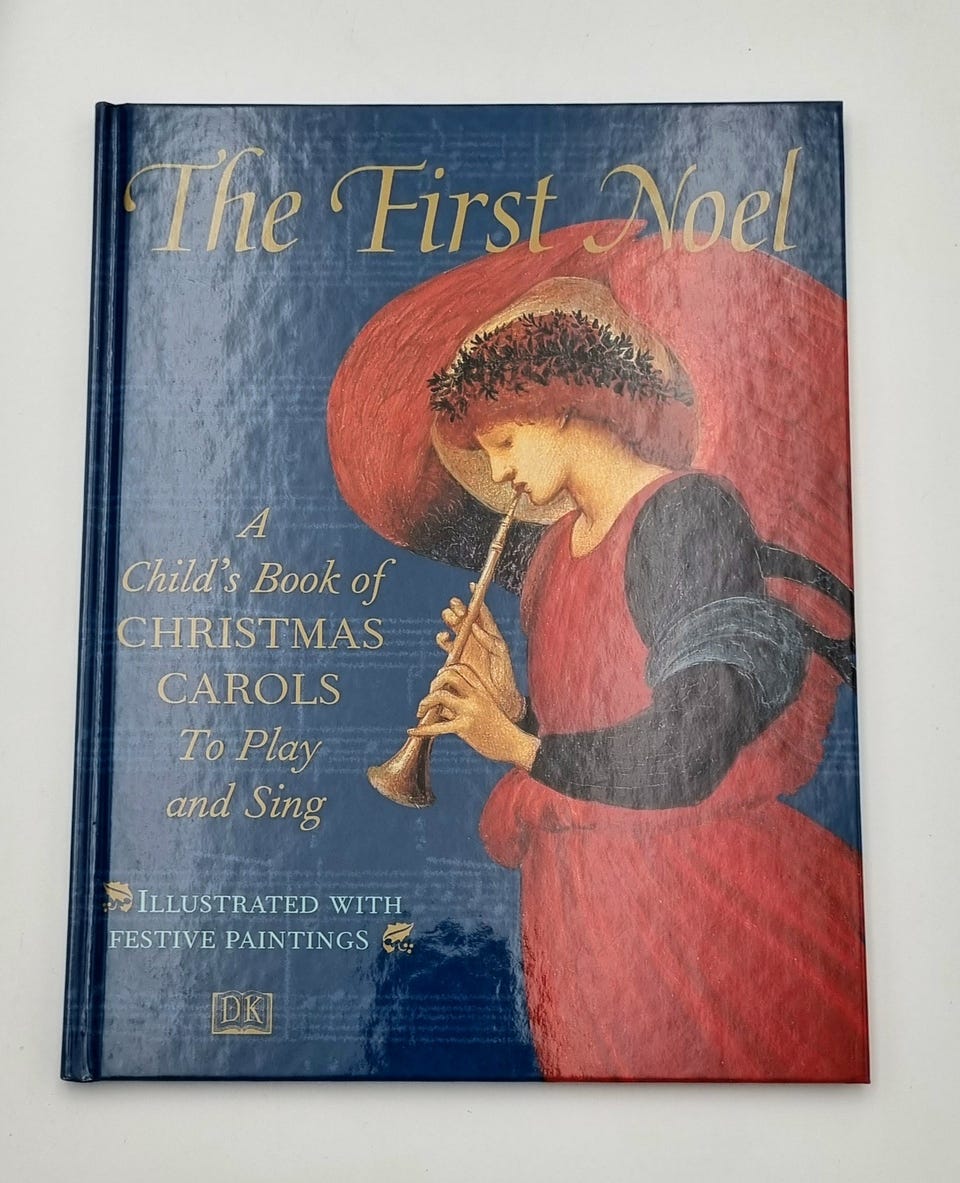 The First Noel
A
Child's Book of
CHRISTMAS
CAROLS
To Play
and Sing
ILLUSTRATED WITH
FESTIVE PAINTINGS
DK